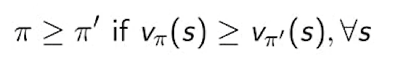 π ≥ π′ if v_π(s) ≥ v_π′(s), ∀s